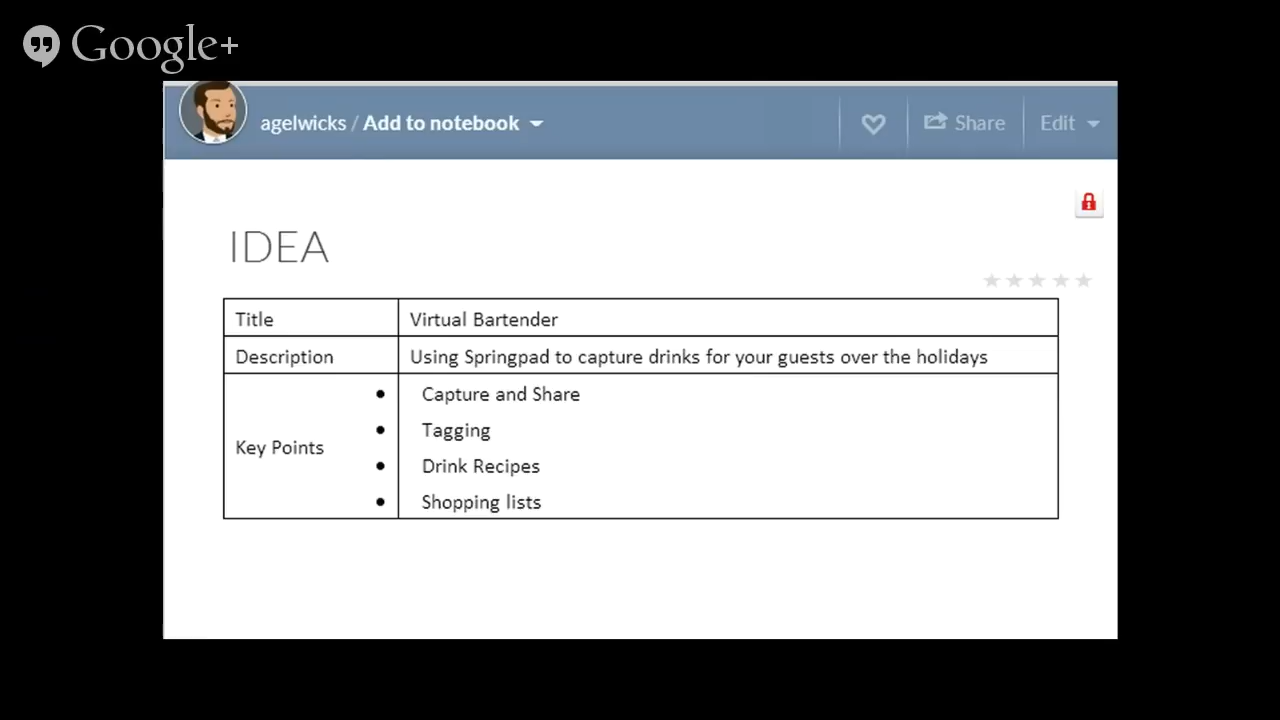 Google+
agelwicks / Add to notebook
Share
Edit
IDEA
Title
Virtual Bartender
Description
Using Springpad to capture drinks for your guests over the holidays
Key Points
• Capture and Share
• Tagging
• Drink Recipes
• Shopping lists